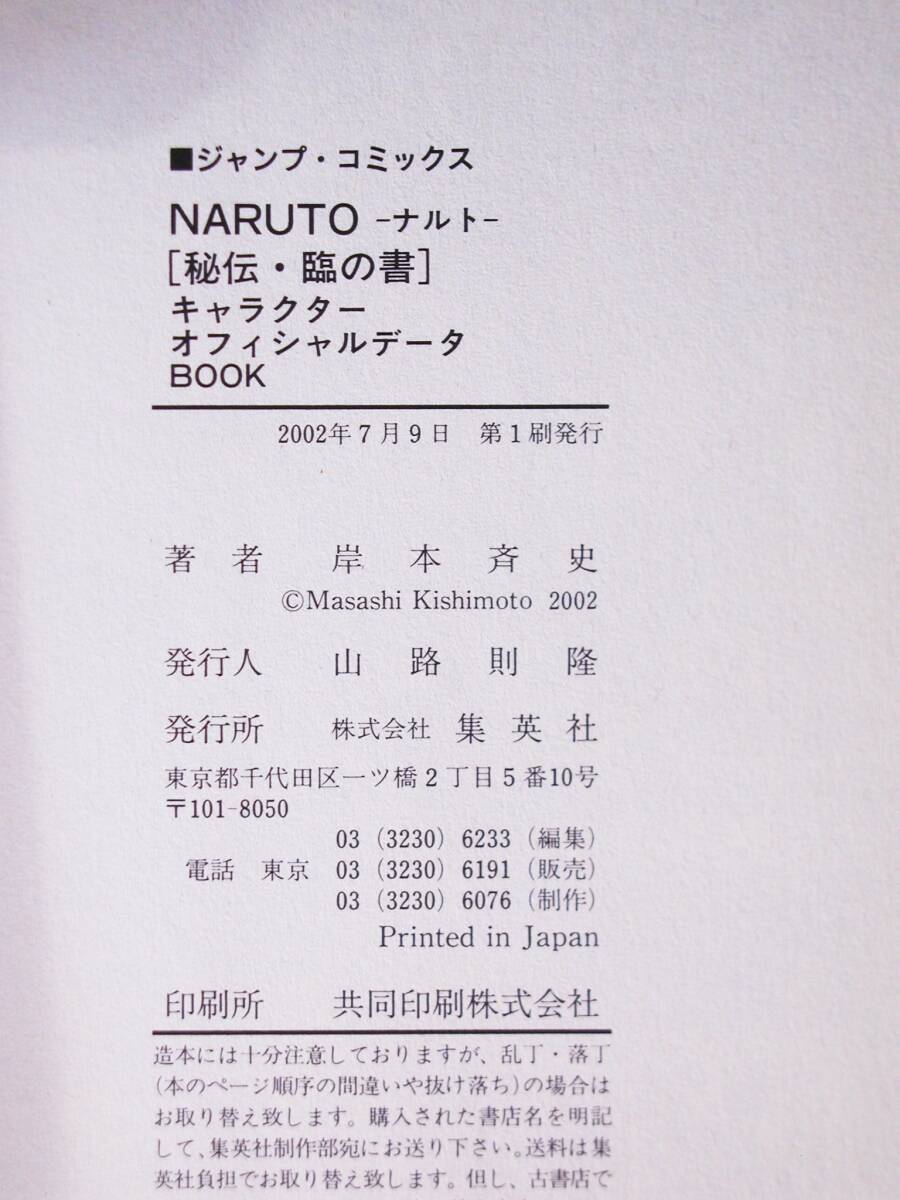 ■ジャンプ・コミックス
NARUTO -ナルト-
[秘伝・臨の書]
キャラクター
オフィシャルデータ
BOOK
2002年7月9日 第1刷発行
著者 岸本斉史
©Masashi Kishimoto 2002
発行人 山路則隆
発行所 株式会社 集英社
東京都千代田区一ツ橋2丁目5番10号
〒101-8050
03 (3230) 6233 (編集)
電話 東京 03 (3230) 6191 (販売)
03 (3230) 6076 (制作)
Printed in Japan
印刷所 共同印刷株式会社
造本には十分注意しておりますが、乱丁・落丁
(本のページ順序の間違いや抜け落ち)の場合は
お取り替え致します。購入された書店名を明記
して、集英社制作部宛にお送り下さい。送料は集
英社負担でお取り替え致します。但し、古書店で